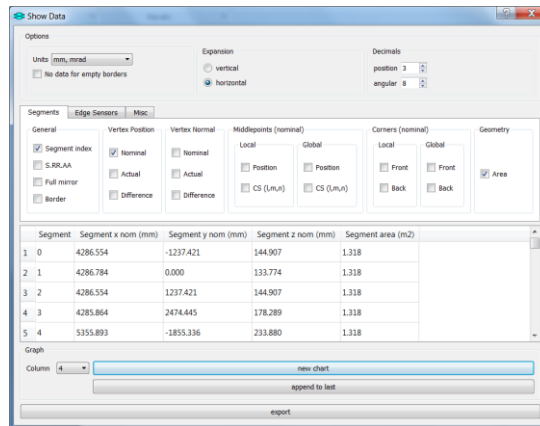 Show Data
Options
Units mm, mrad
No data for empty borders
Expansion
vertical
horizontal
Decimals
position 3
angular 8
Segments Edge Sensors Misc
General
Segment index
S.RR.AA
Full mirror
Border
Vertex Position
Nominal
Actual
Difference
Vertex Normal
Nominal
Actual
Difference
Middlepoints (nominal)
Local
Position
CS (l,m,n)
Global
Position
CS (l,m,n)
Corners (nominal)
Local
Front
Back
Global
Front
Back
Geometry
Area
Segment Segment x nom (mm) Segment y nom (mm) Segment z nom (mm) Segment area (m2)
1 0 4286.554 -1237.421 144.907 1.318
2 1 4286.784 0.000 133.774 1.318
3 2 4286.554 1237.421 144.907 1.318
4 3 4285.864 2474.445 178.289 1.318
5 4 5355.893 -1855.336 233.880 1.318
Graph
Column 4 new chart
append to last
export